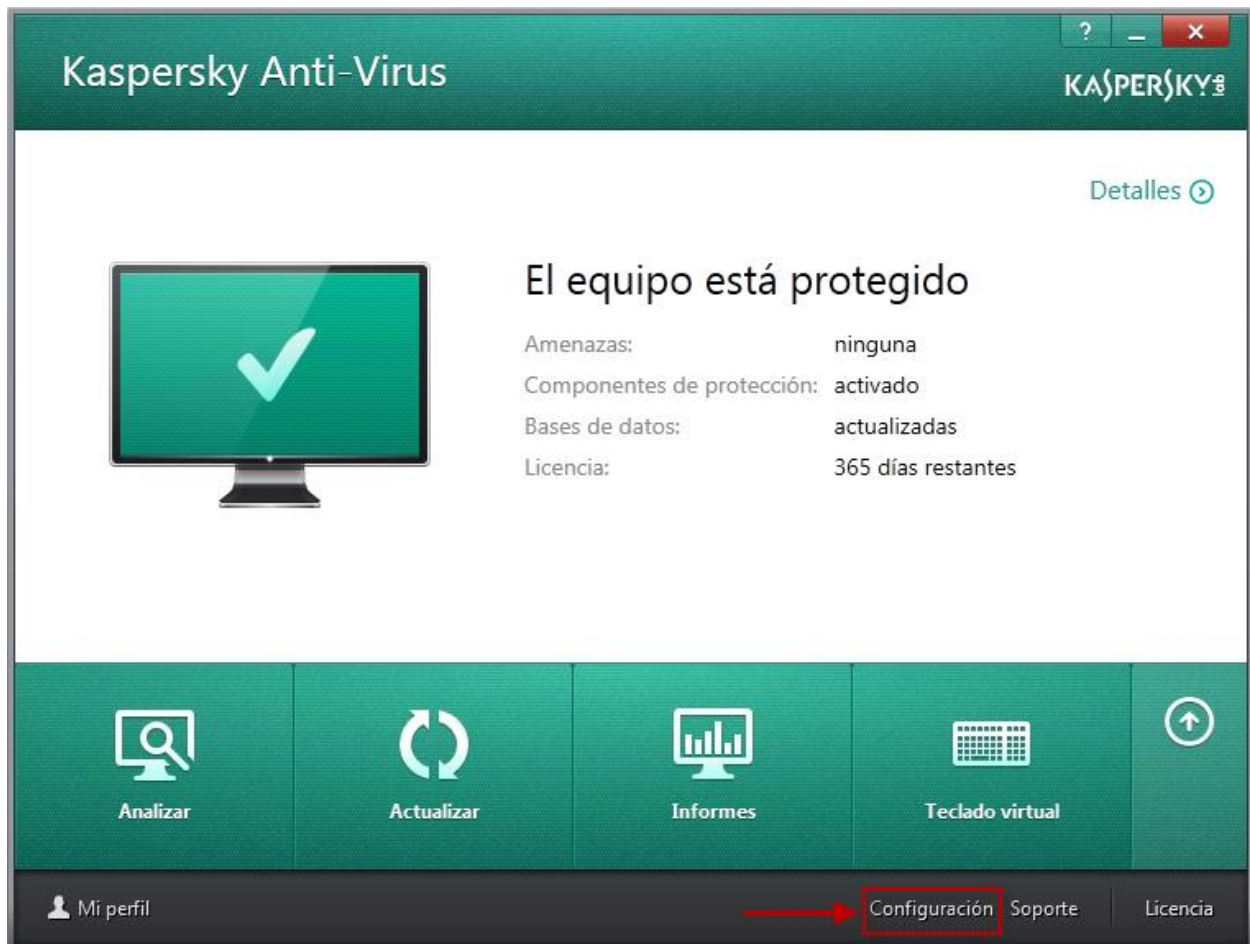 ?
Kaspersky Anti-Virus
KASPERSKY lab
Detalles
El equipo está protegido
Amenazas: ninguna
Componentes de protección: activado
Bases de datos: actualizadas
Licencia: 365 días restantes
Analizar
Actualizar
Informes
Teclado virtual
Mi perfil
Configuración
Soporte
Licencia